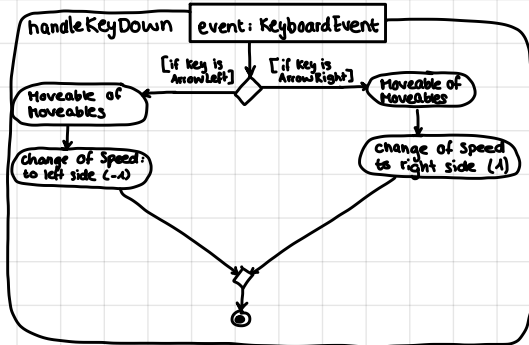 handleKeyDown
event: KeyboardEvent
[if Key is
ArrowLeft]
[if Key is
ArrowRight]
Moveable of
Moveables
Moveable of
Moveables
change of Speed:
to left side (-1)
change of Speed
to right side (1)